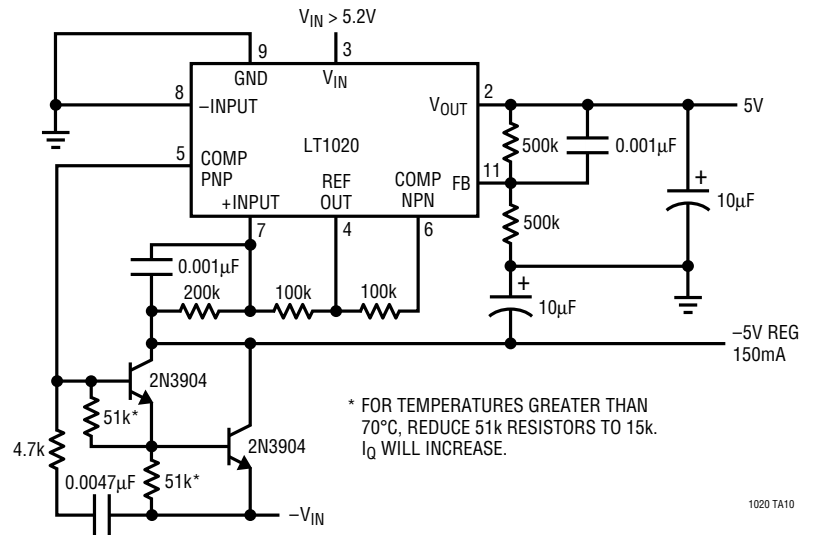 V_IN > 5.2V
9
3
GND
V_IN
8
–INPUT
V_OUT
2
5V
LT1020
500k
0.001µF
5
COMP
PNP
REF
OUT
COMP
NPN
FB
11
+INPUT
+
10µF
7
4
6
500k
0.001µF
200k
100k
100k
+
10µF
–5V REG
150mA
2N3904
51k*
* FOR TEMPERATURES GREATER THAN
70°C, REDUCE 51k RESISTORS TO 15k.
I_Q WILL INCREASE.
4.7k
2N3904
0.0047µF
51k*
–V_IN
1020 TA10